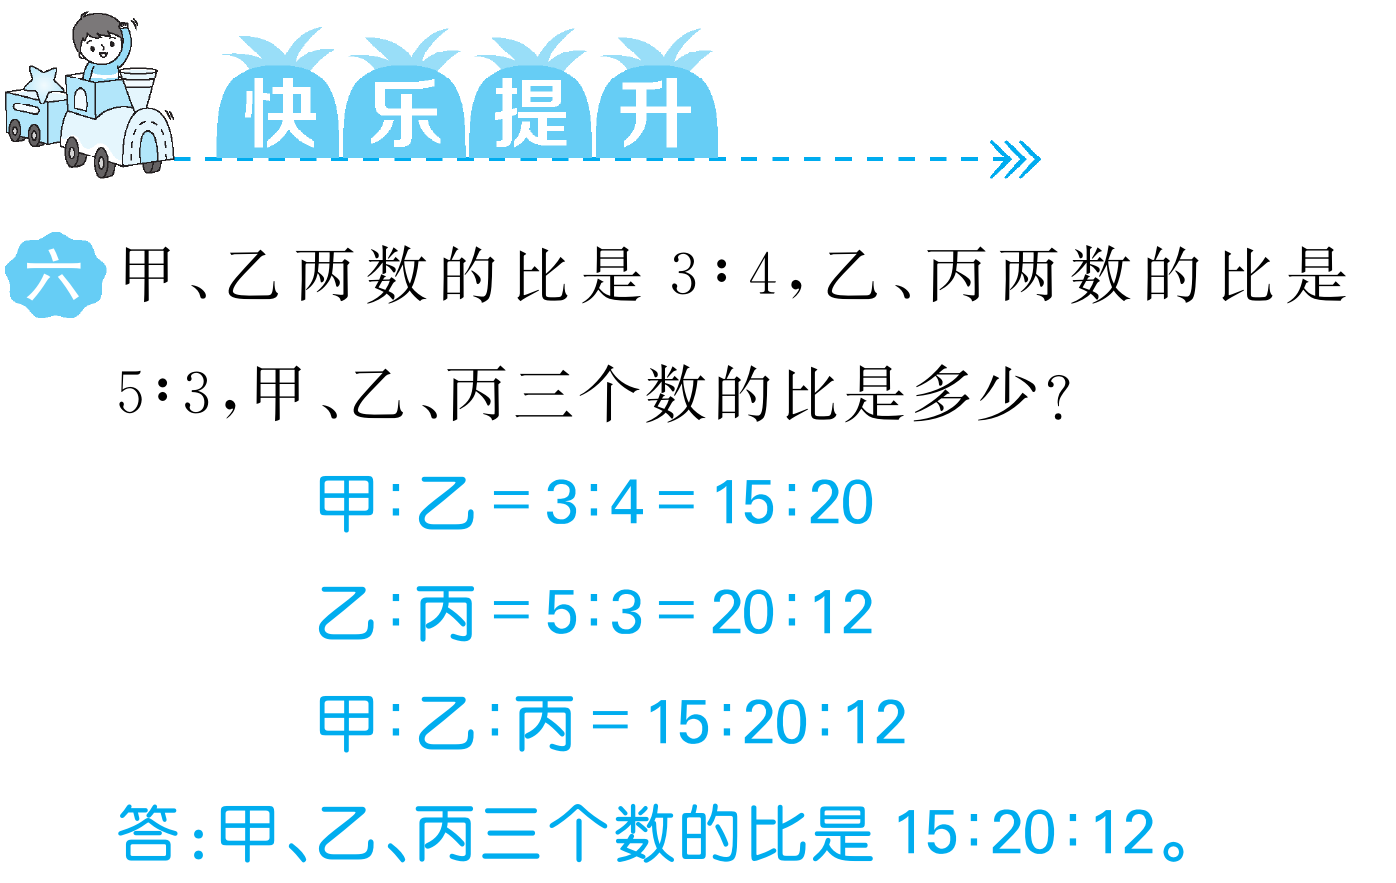 快乐提升
六 甲、乙两数的比是 3∶4,乙、丙两数的比是
5∶3,甲、乙、丙三个数的比是多少?
甲∶乙=3∶4=15∶20
乙∶丙=5∶3=20∶12
甲∶乙∶丙=15∶20∶12
答:甲、乙、丙三个数的比是 15∶20∶12。